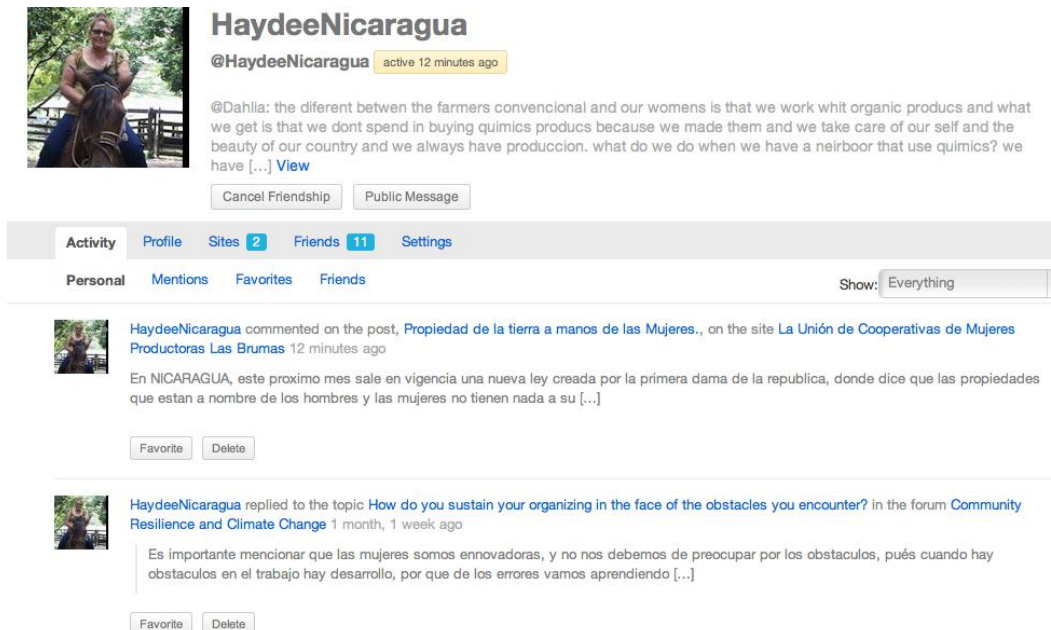 HaydeeNicaragua
@HaydeeNicaragua active 12 minutes ago
@Dahlia: the diferent betwen the farmers convencional and our womens is that we work whit organic producs and what
we get is that we dont spend in buying quimics producs because we made them and we take care of our self and the
beauty of our country and we always have produccion. what do we do when we have a neirboor that use quimics? we
have [...] View
Cancel Friendship Public Message
Activity Profile Sites 2 Friends 11 Settings
Personal Mentions Favorites Friends Show: Everything
HaydeeNicaragua commented on the post, Propiedad de la tierra a manos de las Mujeres., on the site La Unión de Cooperativas de Mujeres
Productoras Las Brumas 12 minutes ago
En NICARAGUA, este proximo mes sale en vigencia una nueva ley creada por la primera dama de la republica, donde dice que las propiedades
que estan a nombre de los hombres y las mujeres no tienen nada a su [...]
Favorite Delete
HaydeeNicaragua replied to the topic How do you sustain your organizing in the face of the obstacles you encounter? in the forum Community
Resilience and Climate Change 1 month, 1 week ago
Es importante mencionar que las mujeres somos ennovadoras, y no nos debemos de preocupar por los obstaculos, pués cuando hay
obstaculos en el trabajo hay desarrollo, por que de los errores vamos aprendiendo [...]
Favorite Delete